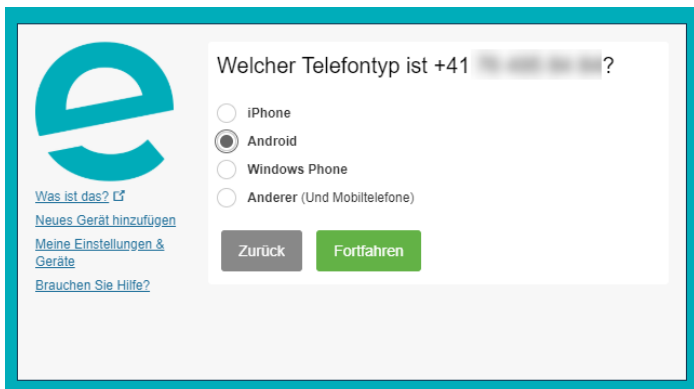 Welcher Telefontyp ist +41 ?
iPhone
Android
Windows Phone
Anderer (Und Mobiltelefone)
Zurück Fortfahren
Was ist das?
Neues Gerät hinzufügen
Meine Einstellungen &
Geräte
Brauchen Sie Hilfe?